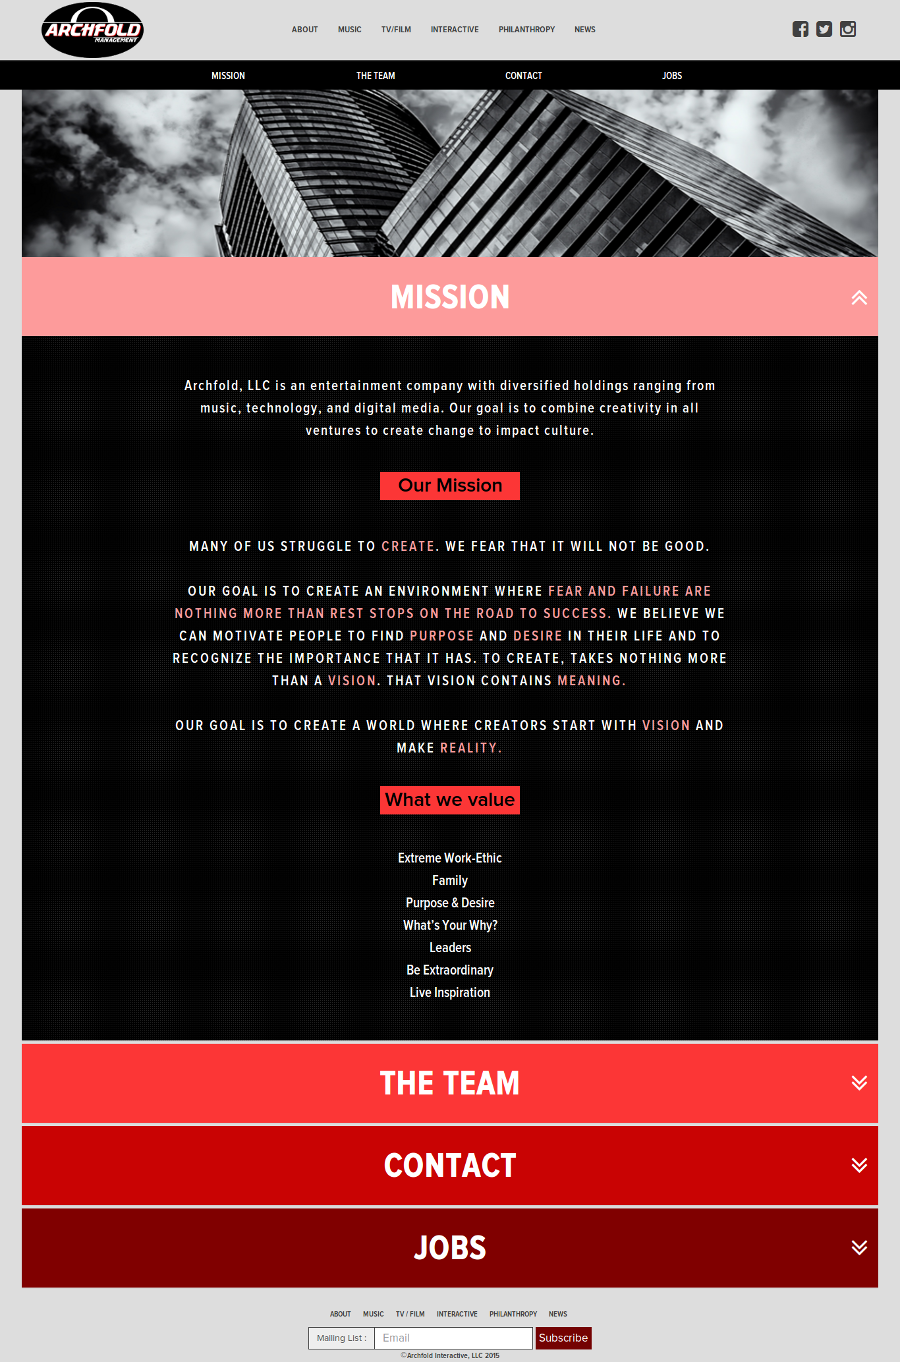 ARCHFOLD
MANAGEMENT
ABOUT MUSIC TV/FILM INTERACTIVE PHILANTHROPY NEWS
MISSION THE TEAM CONTACT JOBS
MISSION
Archfold, LLC is an entertainment company with diversified holdings ranging from
music, technology, and digital media. Our goal is to combine creativity in all
ventures to create change to impact culture.
Our Mission
MANY OF US STRUGGLE TO CREATE. WE FEAR THAT IT WILL NOT BE GOOD.
OUR GOAL IS TO CREATE AN ENVIRONMENT WHERE FEAR AND FAILURE ARE
NOTHING MORE THAN REST STOPS ON THE ROAD TO SUCCESS. WE BELIEVE WE
CAN MOTIVATE PEOPLE TO FIND PURPOSE AND DESIRE IN THEIR LIFE AND TO
RECOGNIZE THE IMPORTANCE THAT IT HAS. TO CREATE, TAKES NOTHING MORE
THAN A VISION. THAT VISION CONTAINS MEANING.
OUR GOAL IS TO CREATE A WORLD WHERE CREATORS START WITH VISION AND
MAKE REALITY.
What we value
Extreme Work-Ethic
Family
Purpose & Desire
What's Your Why?
Leaders
Be Extraordinary
Live Inspiration
THE TEAM
CONTACT
JOBS
ABOUT MUSIC TV / FILM INTERACTIVE PHILANTHROPY NEWS
Mailing List : Email Subscribe
©Archfold Interactive, LLC 2015